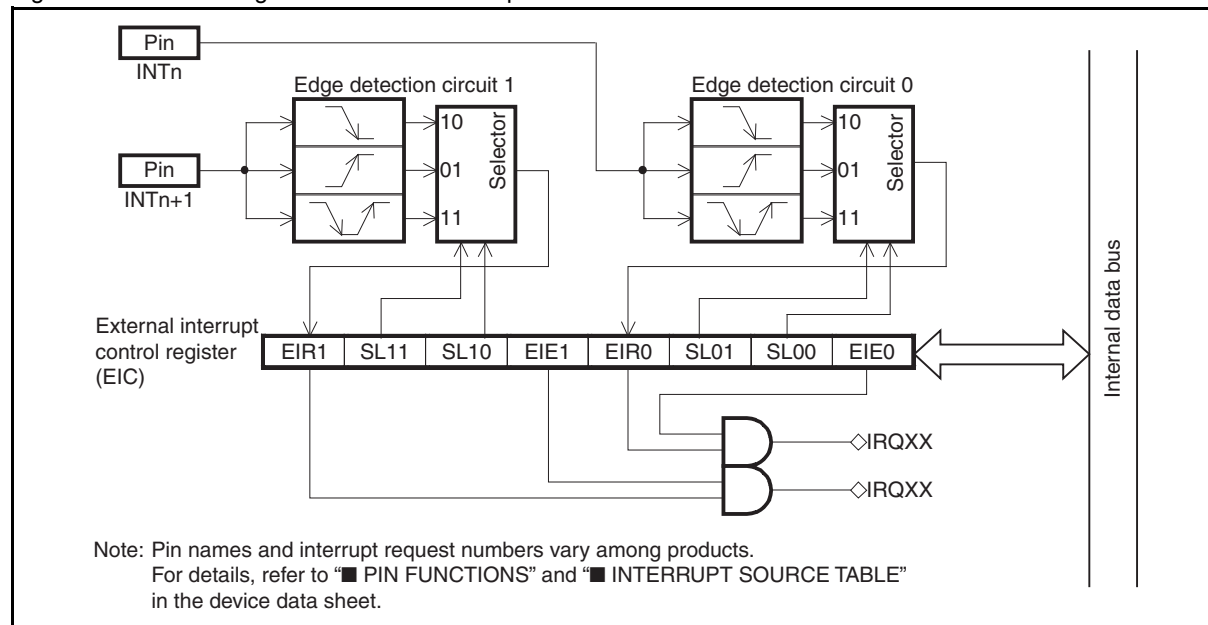 Pin
INTn
Edge detection circuit 1
Edge detection circuit 0
10
01
11
Selector
10
01
11
Selector
Pin
INTn+1
Internal data bus
External interrupt
control register
(EIC)
EIR1 SL11 SL10 EIE1 EIR0 SL01 SL00 EIE0
IRQXX
IRQXX
Note: Pin names and interrupt request numbers vary among products.
For details, refer to “■ PIN FUNCTIONS” and “■ INTERRUPT SOURCE TABLE”
in the device data sheet.